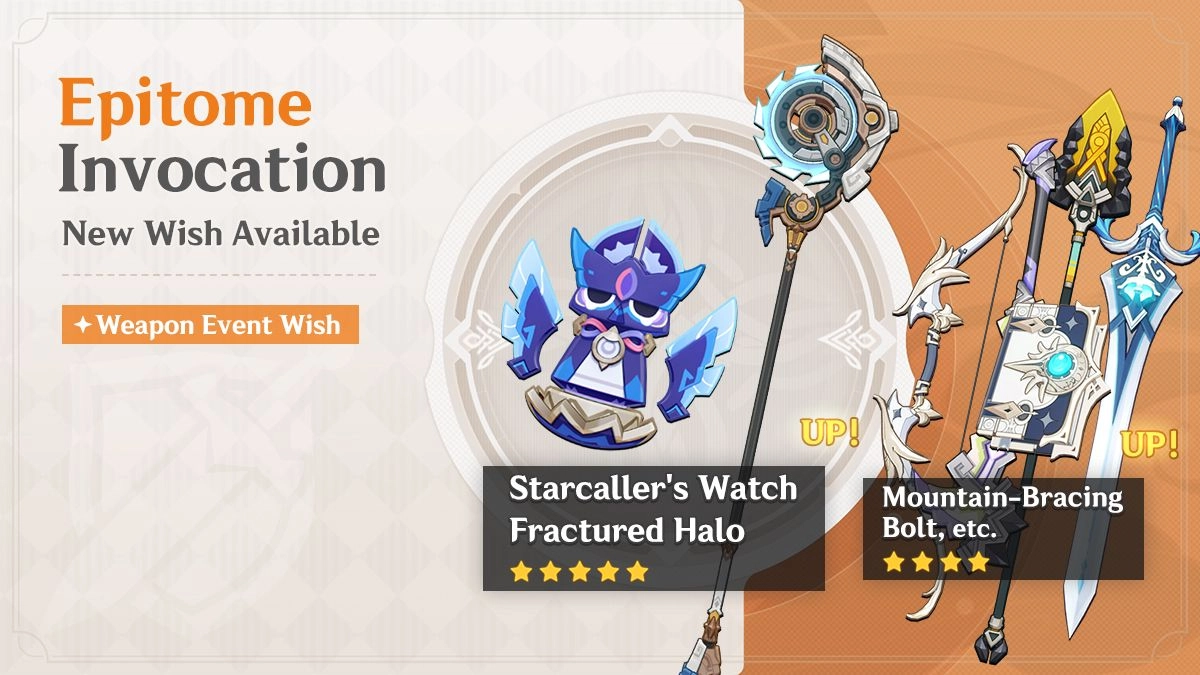 Epitome
Invocation
New Wish Available
Weapon Event Wish
UP!
Starcaller's Watch
Fractured Halo
UP!
Mountain-Bracing
Bolt, etc.